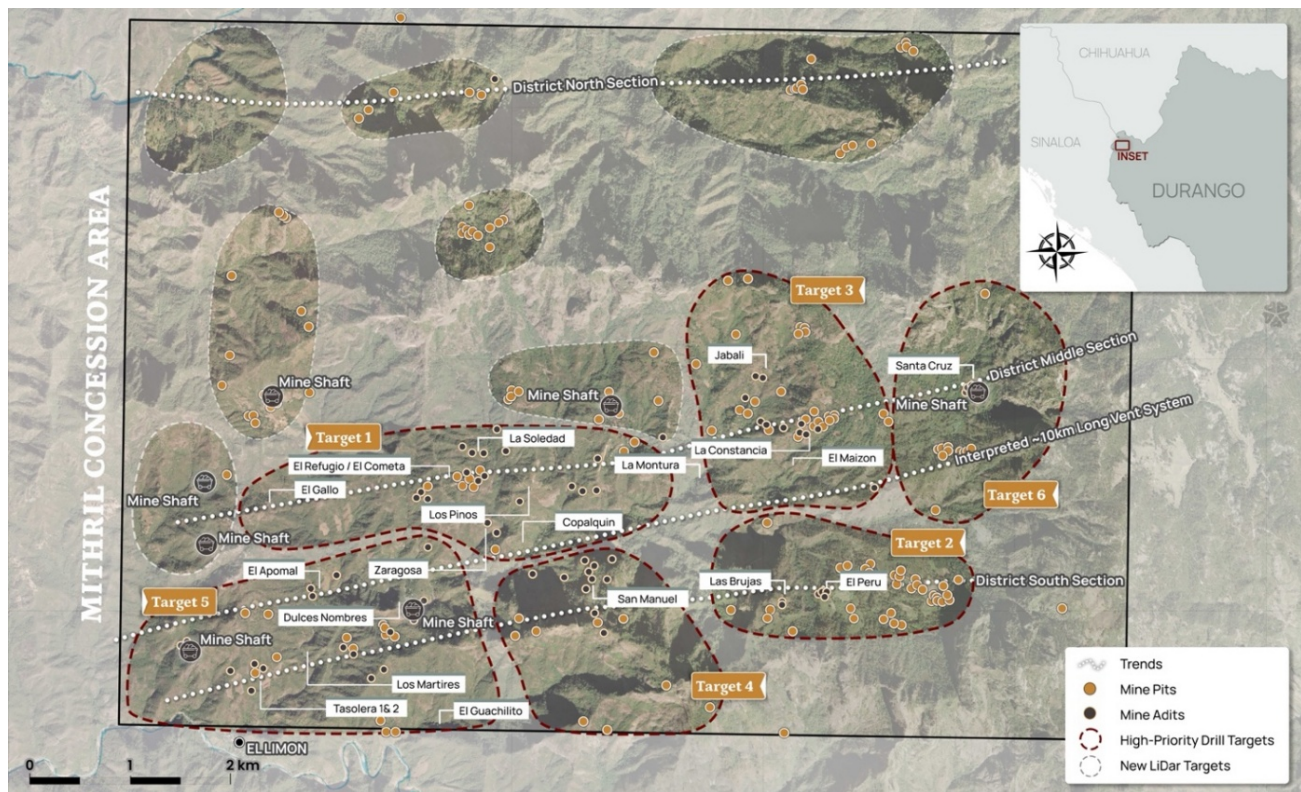 CHIHUAHUA
SINALOA
INSET
DURANGO
District North Section
MITHRIL CONCESSION AREA
Target 3
Jabali
Santa Cruz
District Middle Section
Mine Shaft
Mine Shaft
Mine Shaft
Target 1
La Soledad
La Constancia
Interpreted ~10km Long Vent System
El Refugio / El Cometa
La Montura
El Maizon
El Gallo
Mine Shaft
Target 6
Los Pinos
Copalquin
Mine Shaft
Target 2
El Apomal
Zaragosa
Las Brujas
El Peru
District South Section
Target 5
San Manuel
Dulces Nombres
Mine Shaft
Mine Shaft
Los Martires
Target 4
Tasolera 1& 2
El Guachilito
ELLIMON
0 1 2 km
Trends
Mine Pits
Mine Adits
High-Priority Drill Targets
New LiDar Targets